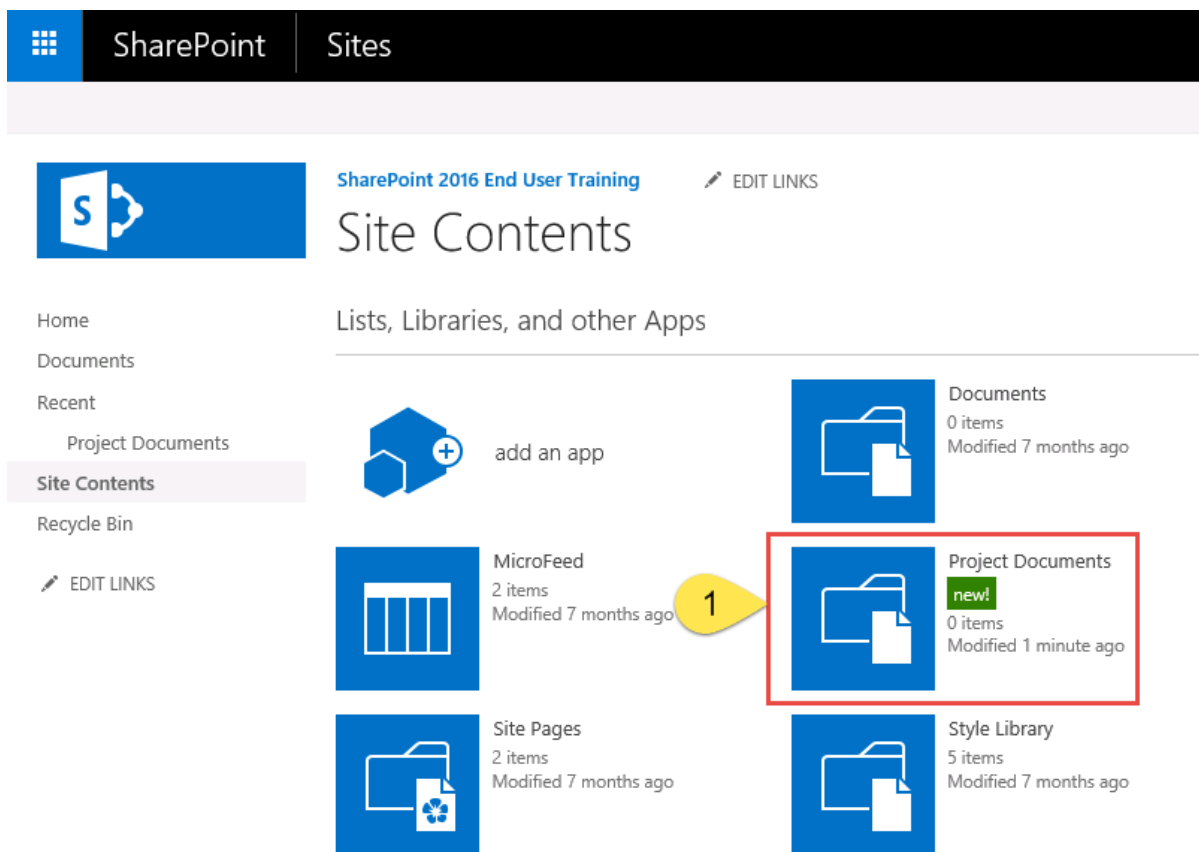 SharePoint
Sites
S
SharePoint 2016 End User Training
EDIT LINKS
Site Contents
Home
Documents
Recent
Project Documents
Site Contents
Recycle Bin
EDIT LINKS
Lists, Libraries, and other Apps
add an app
Documents
0 items
Modified 7 months ago
MicroFeed
2 items
Modified 7 months ago
1
Project Documents
new!
0 items
Modified 1 minute ago
Site Pages
2 items
Modified 7 months ago
Style Library
5 items
Modified 7 months ago